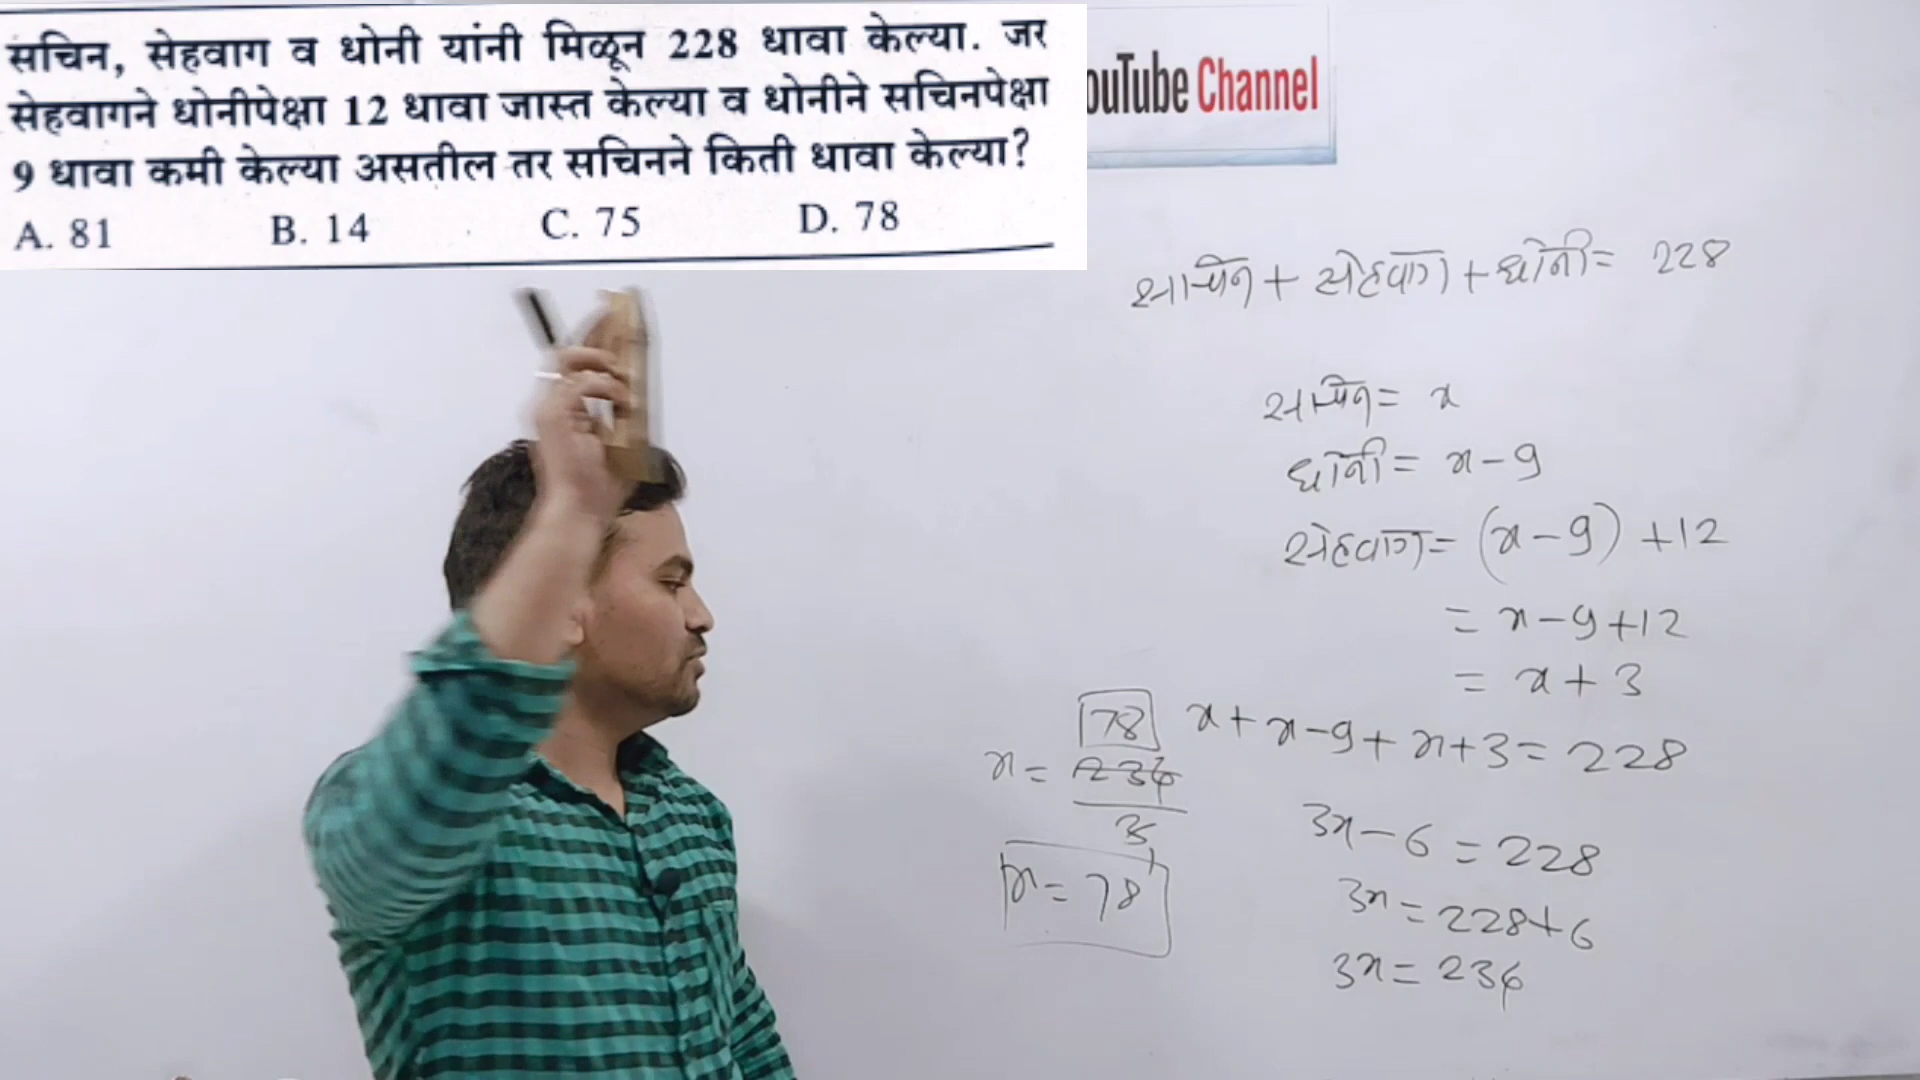 सचिन, सेहवाग व धोनी यांनी मिळून 228 धावा केल्या. जर
सेहवागने धोनीपेक्षा 12 धावा जास्त केल्या व धोनीने सचिनपेक्षा
9 धावा कमी केल्या असतील तर सचिनने किती धावा केल्या?
A. 81 B. 14 C. 75 D. 78
ouTube Channel
सचिन + सेहवाग + धोनी = 228
सचिन = x
धोनी = x - 9
सेहवाग = (x - 9) + 12
= x - 9 + 12
= x + 3
x + x - 9 + x + 3 = 228
3x - 6 = 228
3x = 228 + 6
3x = 234
78
x = 234
3
x = 78